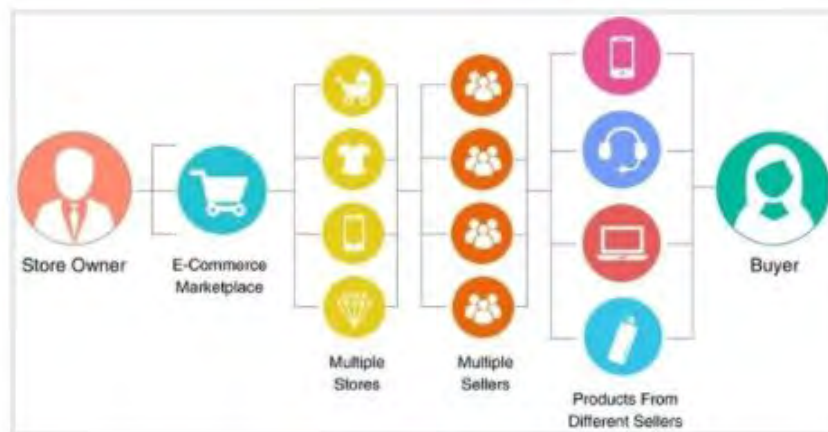 Store Owner
E-Commerce
Marketplace
Multiple
Stores
Multiple
Sellers
Products From
Different Sellers
Buyer